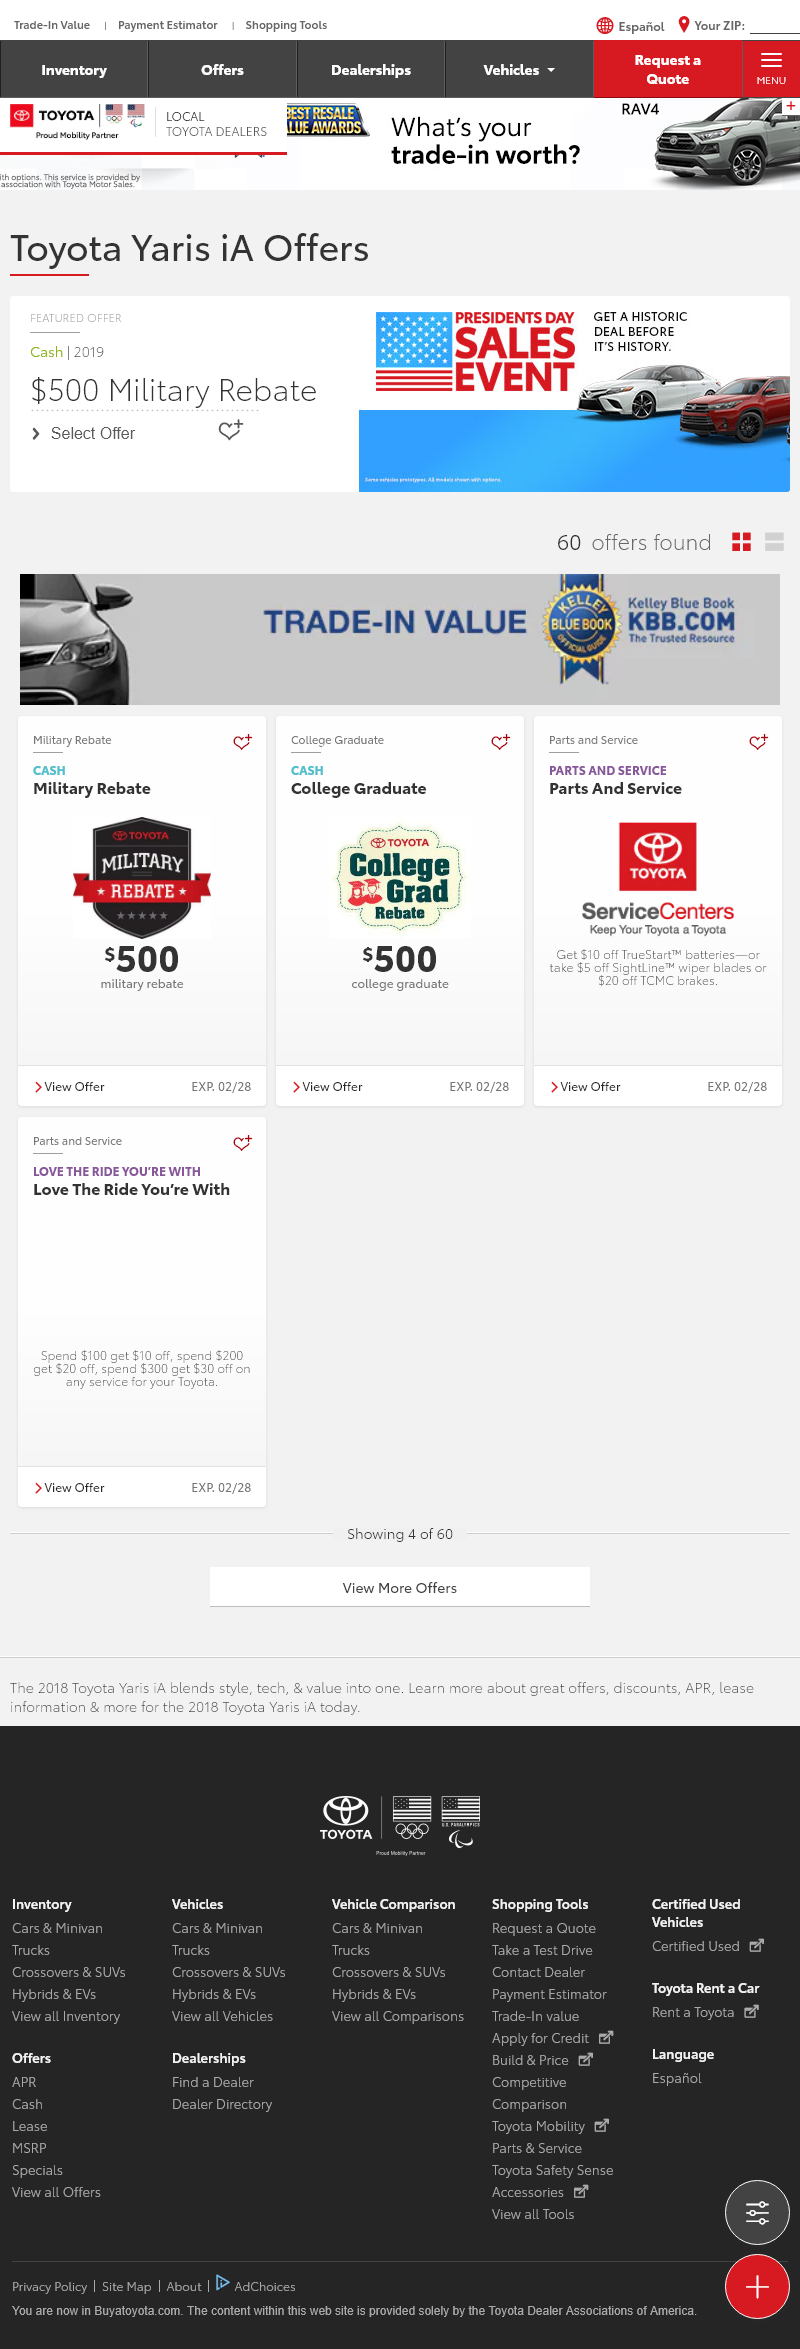 Trade-In Value | Payment Estimator | Shopping Tools
Español Your ZIP:
Inventory
Offers
Dealerships
Vehicles
Request a
Quote
MENU
TOYOTA
Proud Mobility Partner
LOCAL
TOYOTA DEALERS
BEST RESALE
VALUE AWARDS
What's your
trade-in worth?
RAV4
ith options. This service is provided by
association with Toyota Motor Sales.
Toyota Yaris iA Offers
FEATURED OFFER
Cash | 2019
$500 Military Rebate
Select Offer
PRESIDENTS DAY
SALES
EVENT
GET A HISTORIC
DEAL BEFORE
IT'S HISTORY.
Some vehicles prototypes. All models shown with options.
60 offers found
TRADE-IN VALUE
KELLEY
BLUE BOOK
OFFICIAL GUIDE
Kelley Blue Book
KBB.COM
The Trusted Resource
Military Rebate
CASH
Military Rebate
TOYOTA
MILITARY
REBATE
$500
military rebate
View Offer EXP. 02/28
College Graduate
CASH
College Graduate
TOYOTA
College
Grad
Rebate
$500
college graduate
View Offer EXP. 02/28
Parts and Service
PARTS AND SERVICE
Parts And Service
TOYOTA
ServiceCenters
Keep Your Toyota a Toyota
Get $10 off TrueStart™ batteries—or
take $5 off SightLine™ wiper blades or
$20 off TCMC brakes.
View Offer EXP. 02/28
Parts and Service
LOVE THE RIDE YOU'RE WITH
Love The Ride You're With
Spend $100 get $10 off, spend $200
get $20 off, spend $300 get $30 off on
any service for your Toyota.
View Offer EXP. 02/28
Showing 4 of 60
View More Offers
The 2018 Toyota Yaris iA blends style, tech, & value into one. Learn more about great offers, discounts, APR, lease
information & more for the 2018 Toyota Yaris iA today.
TOYOTA
U.S. PARALYMPICS
Proud Mobility Partner
Inventory
Cars & Minivan
Trucks
Crossovers & SUVs
Hybrids & EVs
View all Inventory
Offers
APR
Cash
Lease
MSRP
Specials
View all Offers
Vehicles
Cars & Minivan
Trucks
Crossovers & SUVs
Hybrids & EVs
View all Vehicles
Dealerships
Find a Dealer
Dealer Directory
Vehicle Comparison
Cars & Minivan
Trucks
Crossovers & SUVs
Hybrids & EVs
View all Comparisons
Shopping Tools
Request a Quote
Take a Test Drive
Contact Dealer
Payment Estimator
Trade-In value
Apply for Credit
Build & Price
Competitive
Comparison
Toyota Mobility
Parts & Service
Toyota Safety Sense
Accessories
View all Tools
Certified Used
Vehicles
Certified Used
Toyota Rent a Car
Rent a Toyota
Language
Español
Privacy Policy | Site Map | About | AdChoices
You are now in Buyatoyota.com. The content within this web site is provided solely by the Toyota Dealer Associations of America.